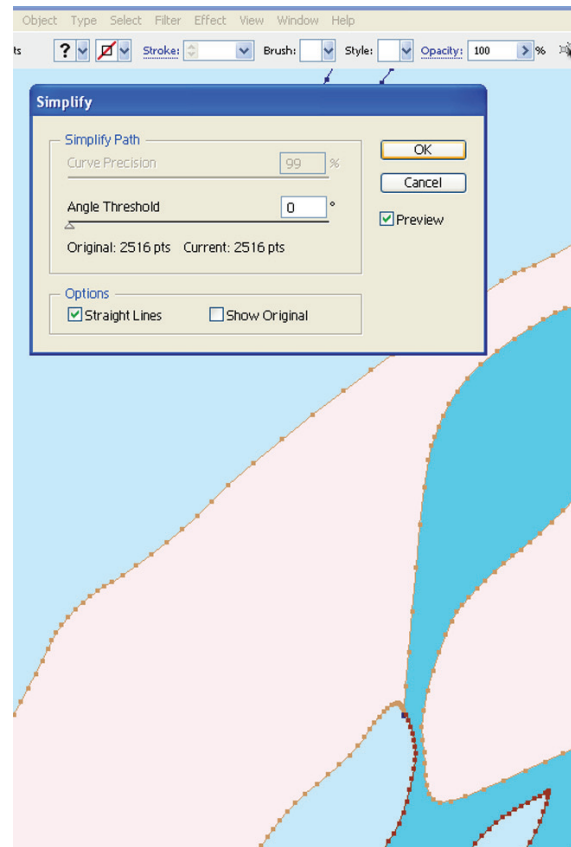 Object Type Select Filter Effect View Window Help
ts ? Stroke: Brush: Style: Opacity: 100 %
Simplify
Simplify Path
Curve Precision 99 %
OK
Cancel
Angle Threshold 0 °
Preview
Original: 2516 pts Current: 2516 pts
Options
Straight Lines Show Original